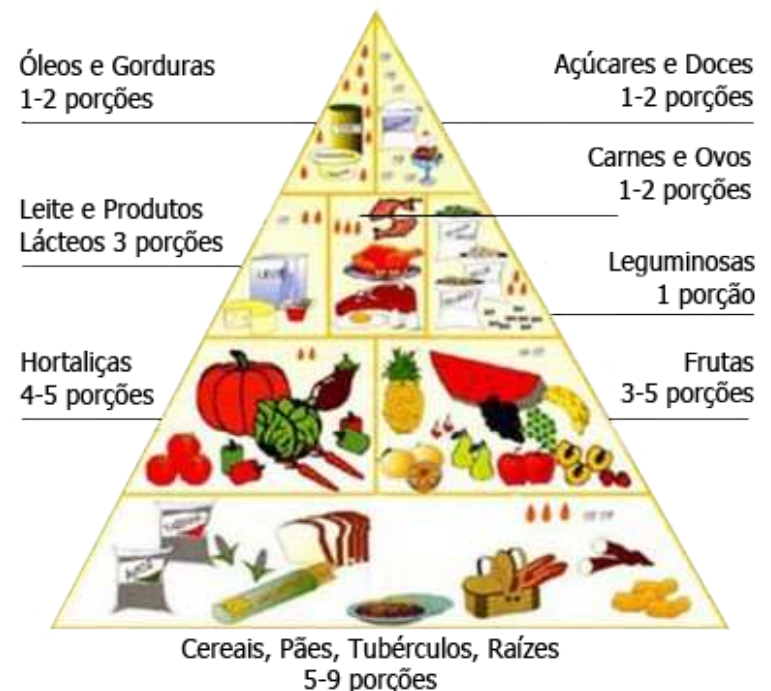 Óleos e Gorduras
1-2 porções
Açúcares e Doces
1-2 porções
Carnes e Ovos
1-2 porções
Leite e Produtos
Lácteos 3 porções
Leguminosas
1 porção
Hortaliças
4-5 porções
Frutas
3-5 porções
LEITE
Cereais, Pães, Tubérculos, Raízes
5-9 porções